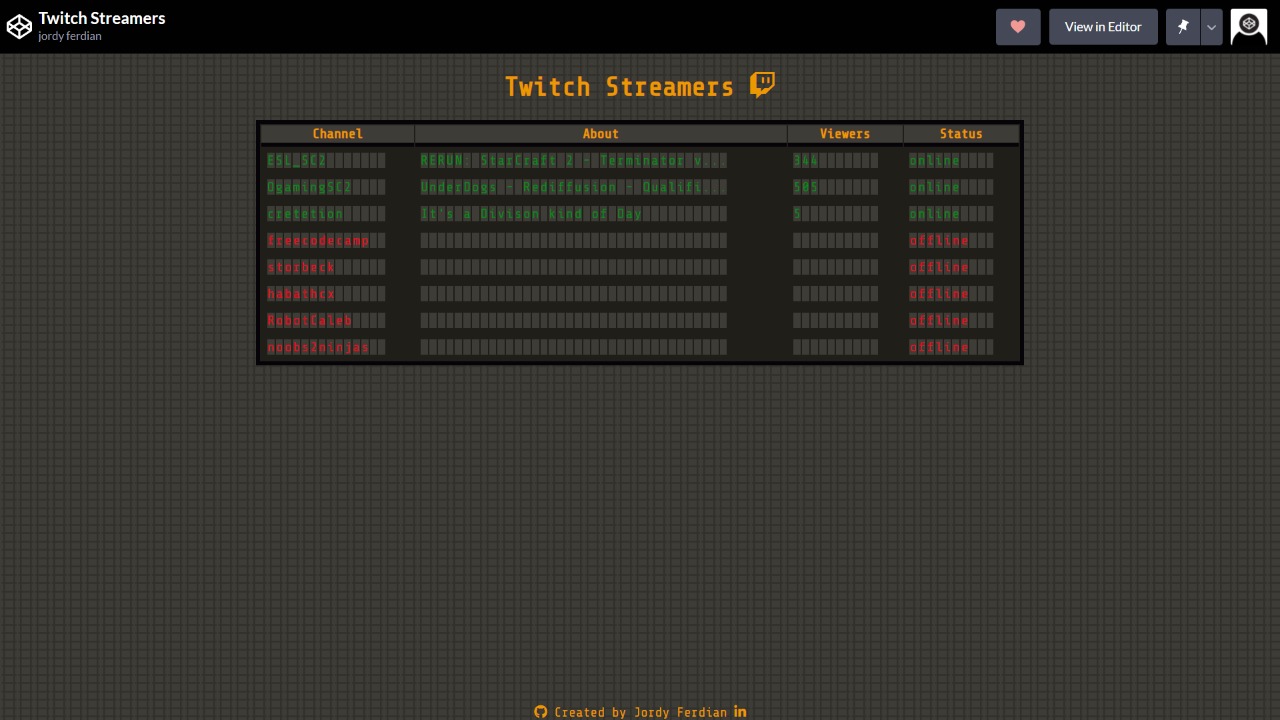 Twitch Streamers
jordy ferdian
View in Editor
Twitch Streamers
Channel About Viewers Status
ESL_SC2 RERUN: StarCraft 2 - Terminator v... 344 online
OgamingSC2 UnderDogs - Rediffusion - Qualifi... 505 online
cretetion It's a Divison kind of Day 5 online
freecodecamp offline
storbeck offline
habathcx offline
RobotCaleb offline
noobs2ninjas offline
Created by Jordy Ferdian